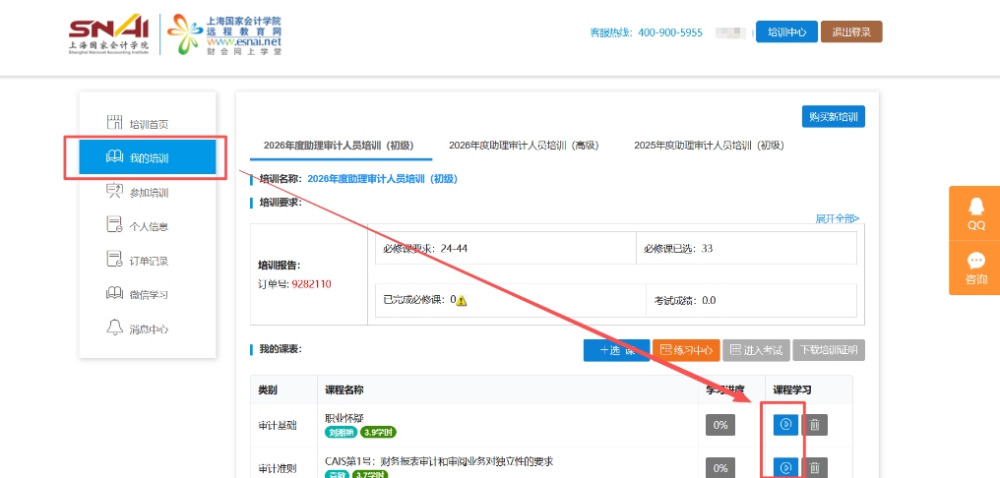 SNAI
上海国家会计学院
Shanghai National Accounting Institute
上海国家会计学院
远程教育网
www.esnai.net
财会网上学堂
客服热线: 400-900-5955
培训中心
退出登录
培训首页
我的培训
参加培训
个人信息
订单记录
微信学习
消息中心
购买新培训
2026年度助理审计人员培训（初级）
2026年度助理审计人员培训（高级）
2025年度助理审计人员培训（初级）
培训名称: 2026年度助理审计人员培训（初级）
培训要求:
展开全部>
培训报告:
订单号: 9282110
必修课要求: 24-44
必修课已选: 33
已完成必修课: 0
考试成绩: 0.0
我的课表:
+选 课
练习中心
进入考试
下载培训证明
类别 课程名称 学习进度 课程学习
审计基础
职业怀疑
刘湘艳 3.9学时
0%
审计准则
CAIS第1号: 财务报表审计和审阅业务对独立性的要求
3.7学时
0%
QQ
咨询